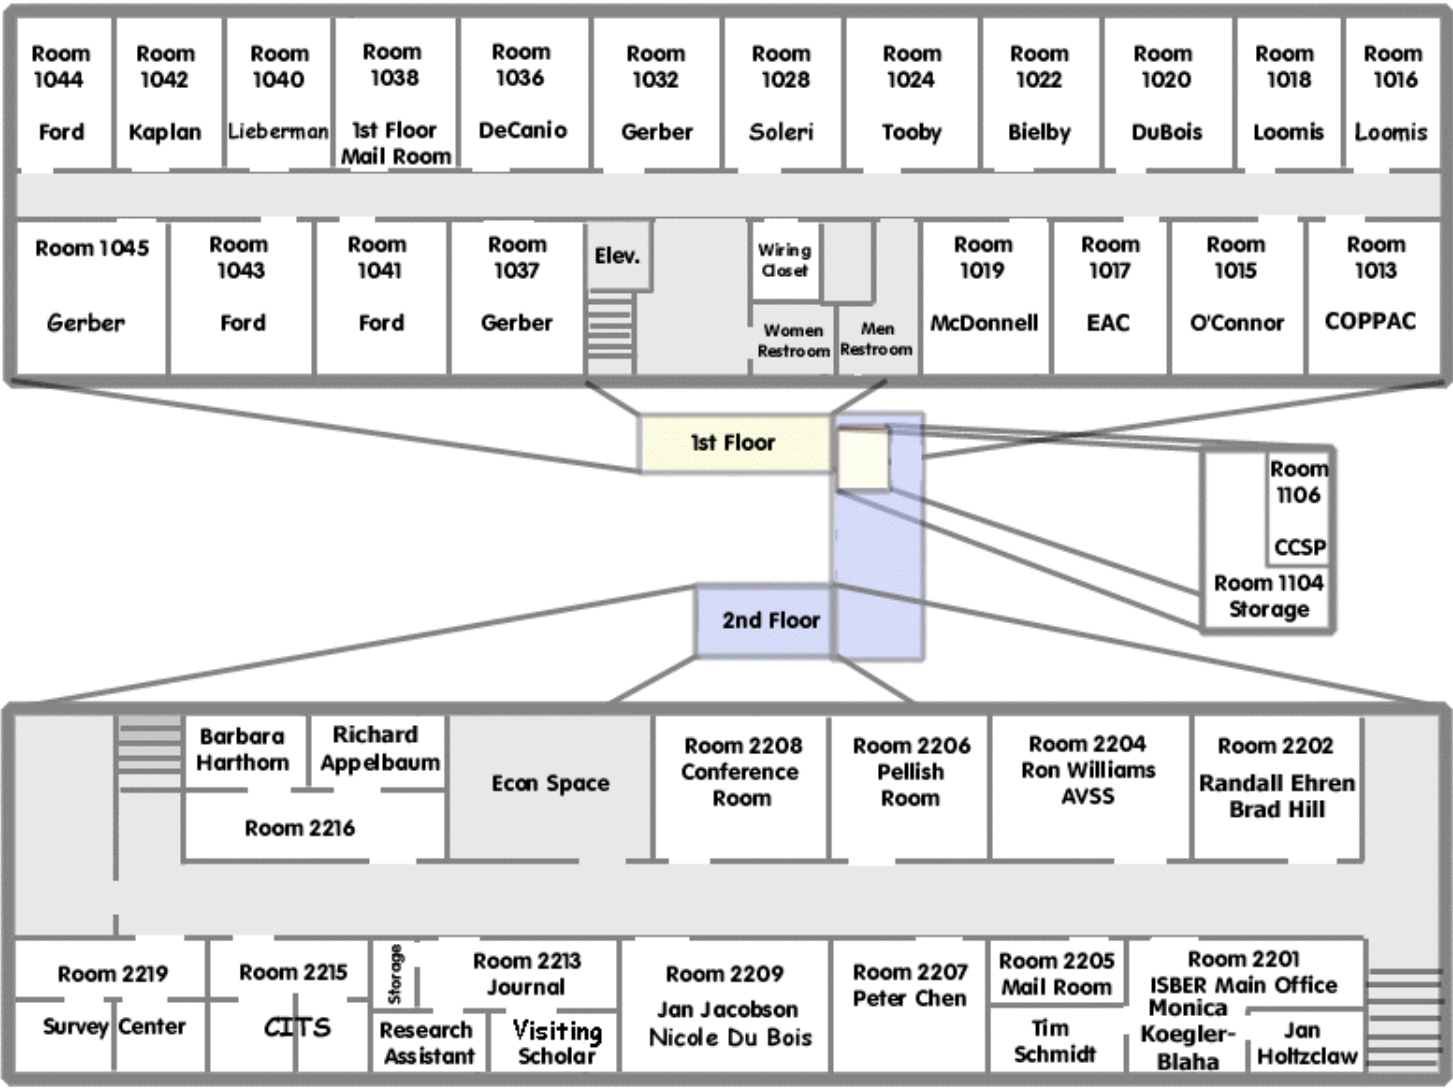 Room
1044
Ford
Room
1042
Kaplan
Room
1040
Lieberman
Room
1038
1st Floor
Mail Room
Room
1036
DeCanio
Room
1032
Gerber
Room
1028
Soleri
Room
1024
Tooby
Room
1022
Bielby
Room
1020
DuBois
Room
1018
Loomis
Room
1016
Loomis
Room 1045
Gerber
Room
1043
Ford
Room
1041
Ford
Room
1037
Gerber
Elev.
Wiring
Closet
Women
Restroom
Men
Restroom
Room
1019
McDonnell
Room
1017
EAC
Room
1015
O'Connor
Room
1013
COPPAC
1st Floor
Room
1106
CCSP
Room 1104
Storage
2nd Floor
Barbara
Harthorn
Richard
Appelbaum
Room 2216
Econ Space
Room 2208
Conference
Room
Room 2206
Pellish
Room
Room 2204
Ron Williams
AVSS
Room 2202
Randall Ehren
Brad Hill
Room 2219
Survey Center
Room 2215
CITS
Storage
Room 2213
Journal
Research
Assistant
Visiting
Scholar
Room 2209
Jan Jacobson
Nicole Du Bois
Room 2207
Peter Chen
Room 2205
Mail Room
Tim
Schmidt
Room 2201
ISBER Main Office
Monica
Koegler-
Blaha
Jan
Holtzclaw